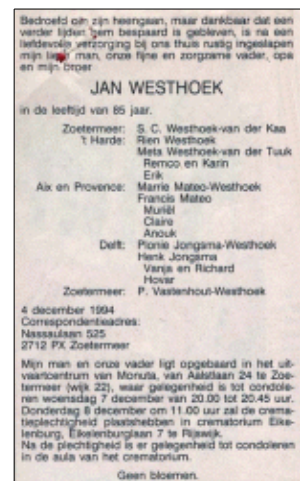 Bedroefd om zijn heengaan, maar dankbaar dat een
verder lijden hem bespaard is gebleven, is na een
liefdevolle verzorging bij ons thuis rustig ingeslapen
mijn lieve man, onze fijne en zorgzame vader, opa
en mijn broer
JAN WESTHOEK
in de leeftijd van 85 jaar.
Zoetermeer: S. C. Westhoek-van der Kaa
't Harde: Rien Westhoek
Meta Westhoek-van der Tuuk
Remco en Karin
Erik
Aix en Provence: Marrie Mateo-Westhoek
Francis Mateo
Muriël
Claire
Anouk
Delft: Pionie Jongsma-Westhoek
Henk Jongsma
Vanja en Richard
Hovar
Zoetermeer: P. Vastenhout-Westhoek
4 december 1994
Correspondentieadres:
Nassaulaan 525
2712 PX Zoetermeer
Mijn man en onze vader ligt opgebaard in het uit-
vaartcentrum van Monuta, van Aalstlaan 24 te Zoe-
termeer (wijk 22), waar gelegenheid is tot condole-
ren woensdag 7 december van 20.00 tot 20.45 uur.
Donderdag 8 december om 11.00 uur zal de crema-
tieplechtigheid plaatshebben in crematorium Eike-
lenburg, Eikelenburglaan 7 te Rijswijk.
Na de plechtigheid is er gelegenheid tot condoleren
in de aula van het crematorium.
Geen bloemen.